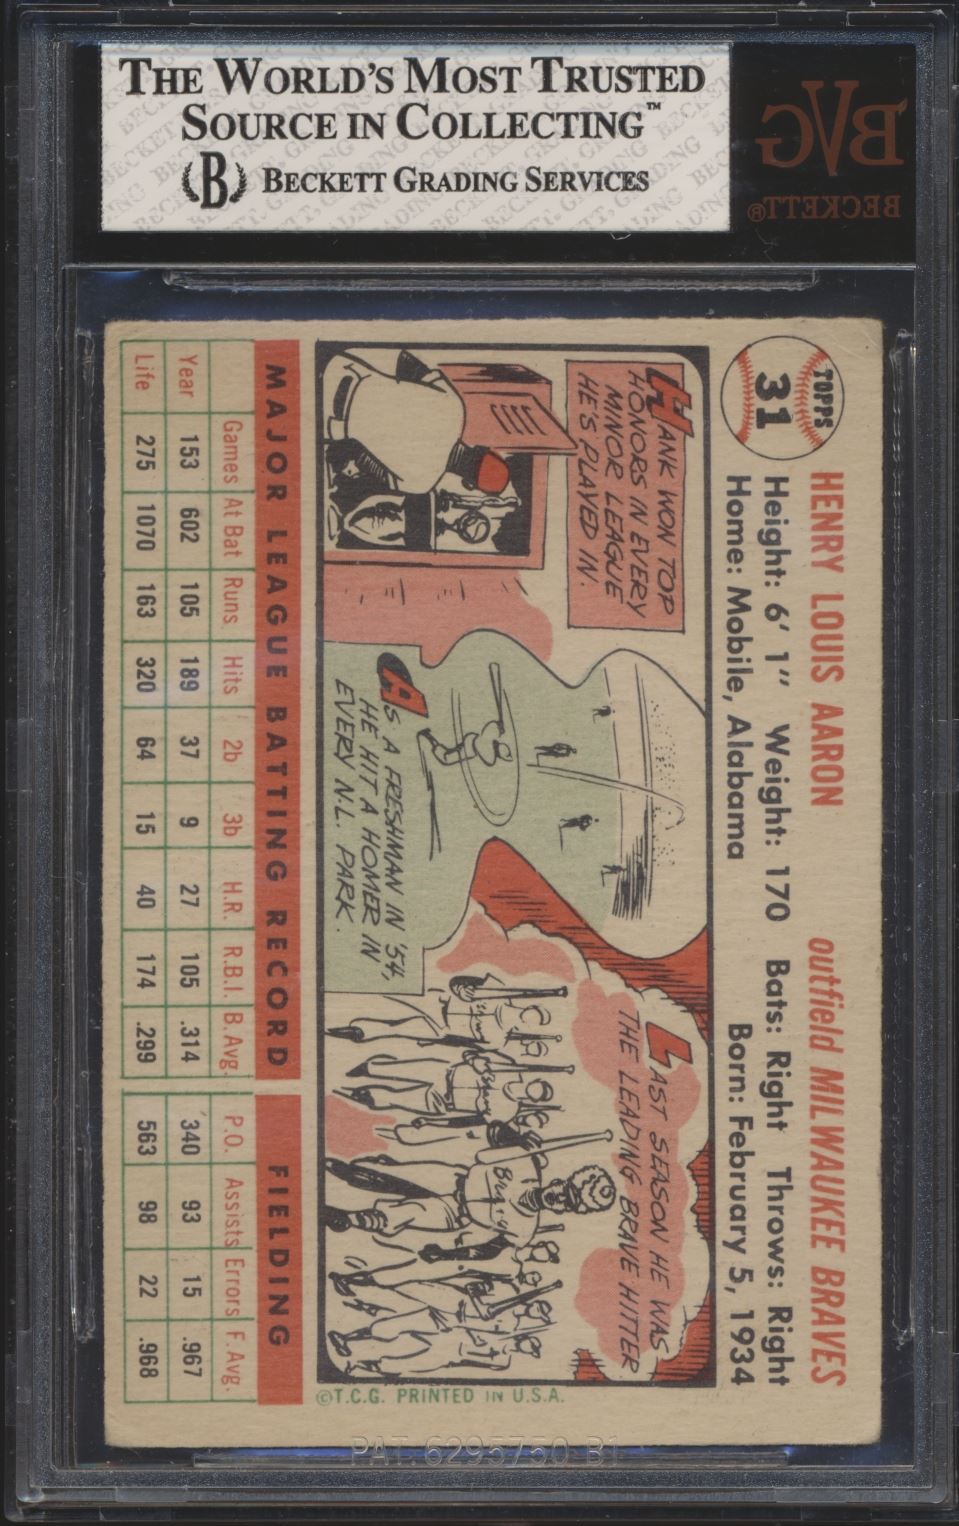 THE WORLD'S MOST TRUSTED
SOURCE IN COLLECTING™
B BECKETT GRADING SERVICES
BVG
BECKETT®
TOPPS
31
HENRY LOUIS AARON outfield MILWAUKEE BRAVES
Height: 6' 1" Weight: 170 Bats: Right Throws: Right
Home: Mobile, Alabama Born: February 5, 1934
HANK WON TOP
HONORS IN EVERY
MINOR LEAGUE
HE'S PLAYED IN.
AS A FRESHMAN IN '54,
HE HIT A HOMER IN
EVERY N.L. PARK.
LAST SEASON HE WAS
THE LEADING BRAVE HITTER
Braves
MAJOR LEAGUE BATTING RECORD FIELDING
Games At Bat Runs Hits 2b 3b H.R. R.B.I. B.Avg. P.O. Assists Errors F.Avg.
Year 153 602 105 189 37 9 27 105 .314 340 93 15 .967
Life 275 1070 163 320 64 15 40 174 .299 563 98 22 .968
©T.C.G. PRINTED IN U.S.A.
PAT. 6295750 B1